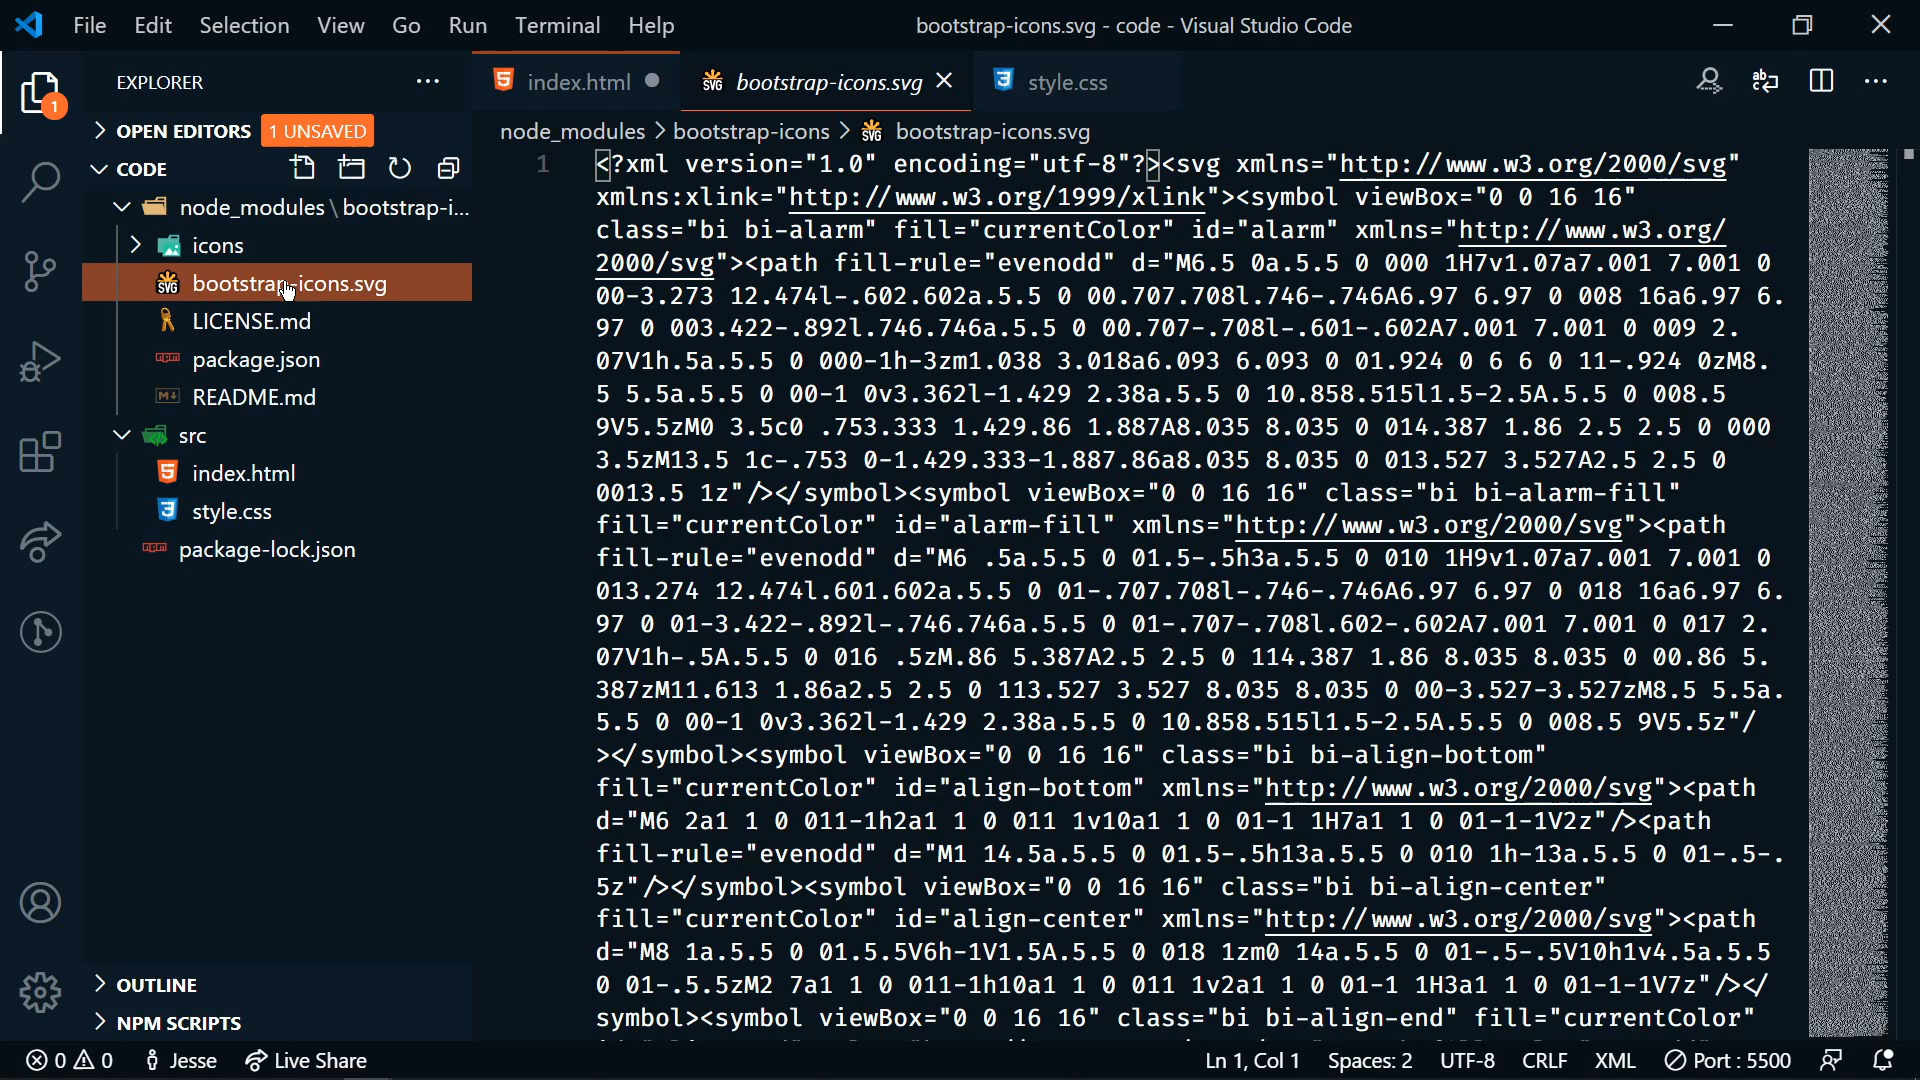 File Edit Selection View Go Run Terminal Help
bootstrap-icons.svg - code - Visual Studio Code
EXPLORER
1
OPEN EDITORS 1 UNSAVED
CODE
node_modules \ bootstrap-i...
icons
bootstrap-icons.svg
LICENSE.md
package.json
README.md
src
index.html
style.css
package-lock.json
OUTLINE
NPM SCRIPTS
index.html
bootstrap-icons.svg
style.css
node_modules > bootstrap-icons > bootstrap-icons.svg
1 <?xml version="1.0" encoding="utf-8"?><svg xmlns="http://www.w3.org/2000/svg"
xmlns:xlink="http://www.w3.org/1999/xlink"><symbol viewBox="0 0 16 16"
class="bi bi-alarm" fill="currentColor" id="alarm" xmlns="http://www.w3.org/
2000/svg"><path fill-rule="evenodd" d="M6.5 0a.5.5 0 000 1H7v1.07a7.001 7.001 0
00-3.273 12.474l-.602.602a.5.5 0 00.707.708l.746-.746A6.97 6.97 0 008 16a6.97 6.
97 0 003.422-.892l.746.746a.5.5 0 00.707-.708l-.601-.602A7.001 7.001 0 009 2.
07V1h.5a.5.5 0 000-1h-3zm1.038 3.018a6.093 6.093 0 01.924 0 6 6 0 11-.924 0zM8.
5 5.5a.5.5 0 00-1 0v3.362l-1.429 2.38a.5.5 0 10.858.515l1.5-2.5A.5.5 0 008.5
9V5.5zM0 3.5c0 .753.333 1.429.86 1.887A8.035 8.035 0 014.387 1.86 2.5 2.5 0 000
3.5zM13.5 1c-.753 0-1.429.333-1.887.86a8.035 8.035 0 013.527 3.527A2.5 2.5 0
0013.5 1z"/></symbol><symbol viewBox="0 0 16 16" class="bi bi-alarm-fill"
fill="currentColor" id="alarm-fill" xmlns="http://www.w3.org/2000/svg"><path
fill-rule="evenodd" d="M6 .5a.5.5 0 01.5-.5h3a.5.5 0 010 1H9v1.07a7.001 7.001 0
013.274 12.474l.601.602a.5.5 0 01-.707.708l-.746-.746A6.97 6.97 0 018 16a6.97 6.
97 0 01-3.422-.892l-.746.746a.5.5 0 01-.707-.708l.602-.602A7.001 7.001 0 017 2.
07V1h-.5A.5.5 0 016 .5zM.86 5.387A2.5 2.5 0 114.387 1.86 8.035 8.035 0 00.86 5.
387zM11.613 1.86a2.5 2.5 0 113.527 3.527 8.035 8.035 0 00-3.527-3.527zM8.5 5.5a.
5.5 0 00-1 0v3.362l-1.429 2.38a.5.5 0 10.858.515l1.5-2.5A.5.5 0 008.5 9V5.5z"/
></symbol><symbol viewBox="0 0 16 16" class="bi bi-align-bottom"
fill="currentColor" id="align-bottom" xmlns="http://www.w3.org/2000/svg"><path
d="M6 2a1 1 0 011-1h2a1 1 0 011 1v10a1 1 0 01-1 1H7a1 1 0 01-1-1V2z"/><path
fill-rule="evenodd" d="M1 14.5a.5.5 0 01.5-.5h13a.5.5 0 010 1h-13a.5.5 0 01-.5-.
5z"/></symbol><symbol viewBox="0 0 16 16" class="bi bi-align-center"
fill="currentColor" id="align-center" xmlns="http://www.w3.org/2000/svg"><path
d="M8 1a.5.5 0 01.5.5V6h-1V1.5A.5.5 0 018 1zm0 14a.5.5 0 01-.5-.5V10h1v4.5a.5.5
0 01-.5.5zM2 7a1 1 0 011-1h10a1 1 0 011 1v2a1 1 0 01-1 1H3a1 1 0 01-1-1V7z"/></
symbol><symbol viewBox="0 0 16 16" class="bi bi-align-end" fill="currentColor"
0 0 Jesse Live Share
Ln 1, Col 1 Spaces: 2 UTF-8 CRLF XML Port : 5500